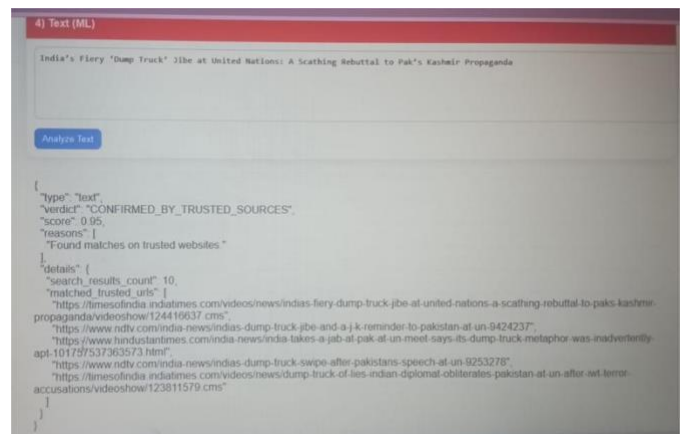 4) Text (ML)
India's Fiery 'Dump Truck' Jibe at United Nations: A Scathing Rebuttal to Pak's Kashmir Propaganda
Analyze Text
{
"type": "text",
"verdict": "CONFIRMED_BY_TRUSTED_SOURCES",
"score": 0.95,
"reasons": [
"Found matches on trusted websites."
],
"details": {
"search_results_count": 10,
"matched_trusted_urls": [
"https://timesofindia.indiatimes.com/videos/news/indias-fiery-dump-truck-jibe-at-united-nations-a-scathing-rebuttal-to-paks-kashmir-
propaganda/videoshow/124416637.cms",
"https://www.ndtv.com/india-news/indias-dump-truck-jibe-and-a-j-k-reminder-to-pakistan-at-un-9424237",
"https://www.hindustantimes.com/india-news/india-takes-a-jab-at-pak-at-un-meet-says-its-dump-truck-metaphor-was-inadvertently-
apt-101757537363573.html",
"https://www.ndtv.com/india-news/indias-dump-truck-swipe-after-pakistans-speech-at-un-9253278",
"https://timesofindia.indiatimes.com/videos/news/dump-truck-of-lies-indian-diplomat-obliterates-pakistan-at-un-after-iwt-terror-
accusations/videoshow/123811579.cms"
]
}
}